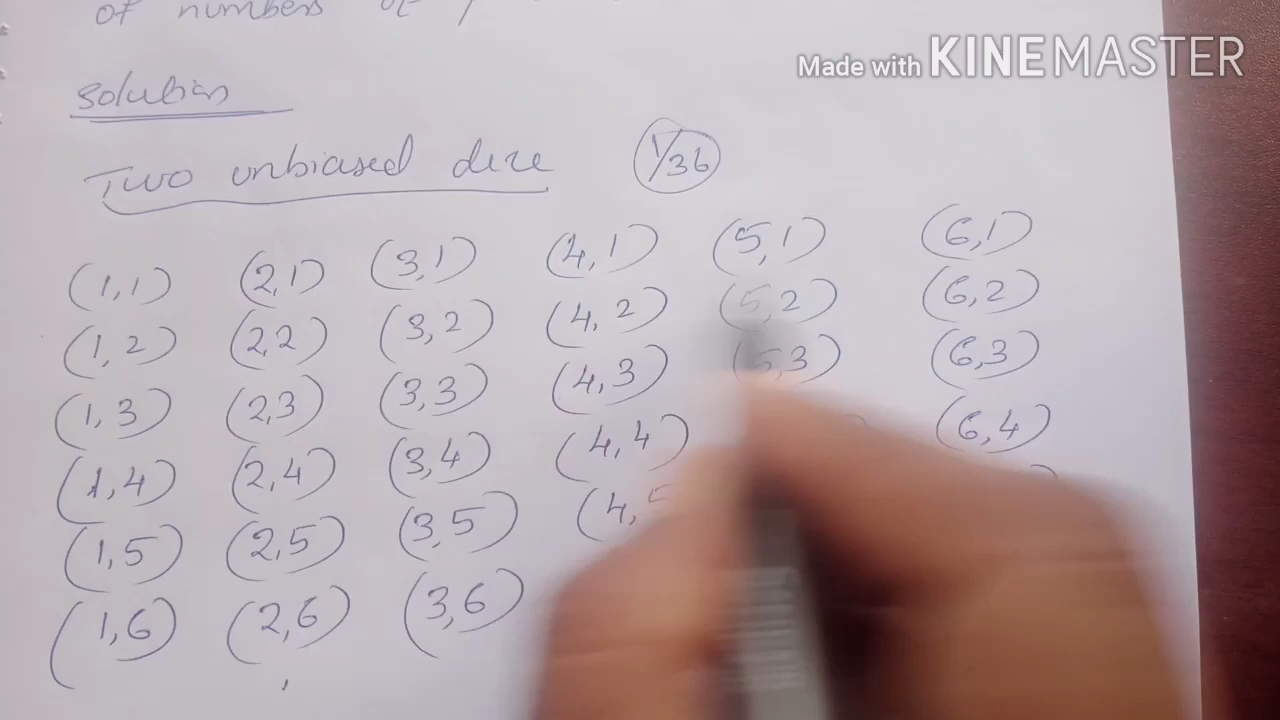 of numbers of
Made with KINEMASTER
Solution
Two unbiased dice 1/36
(1,1) (2,1) (3,1) (4,1) (5,1) (6,1)
(1,2) (2,2) (3,2) (4,2) (5,2) (6,2)
(1,3) (2,3) (3,3) (4,3) (5,3) (6,3)
(1,4) (2,4) (3,4) (4,4) (6,4)
(1,5) (2,5) (3,5) (4,5
(1,6) (2,6) (3,6)